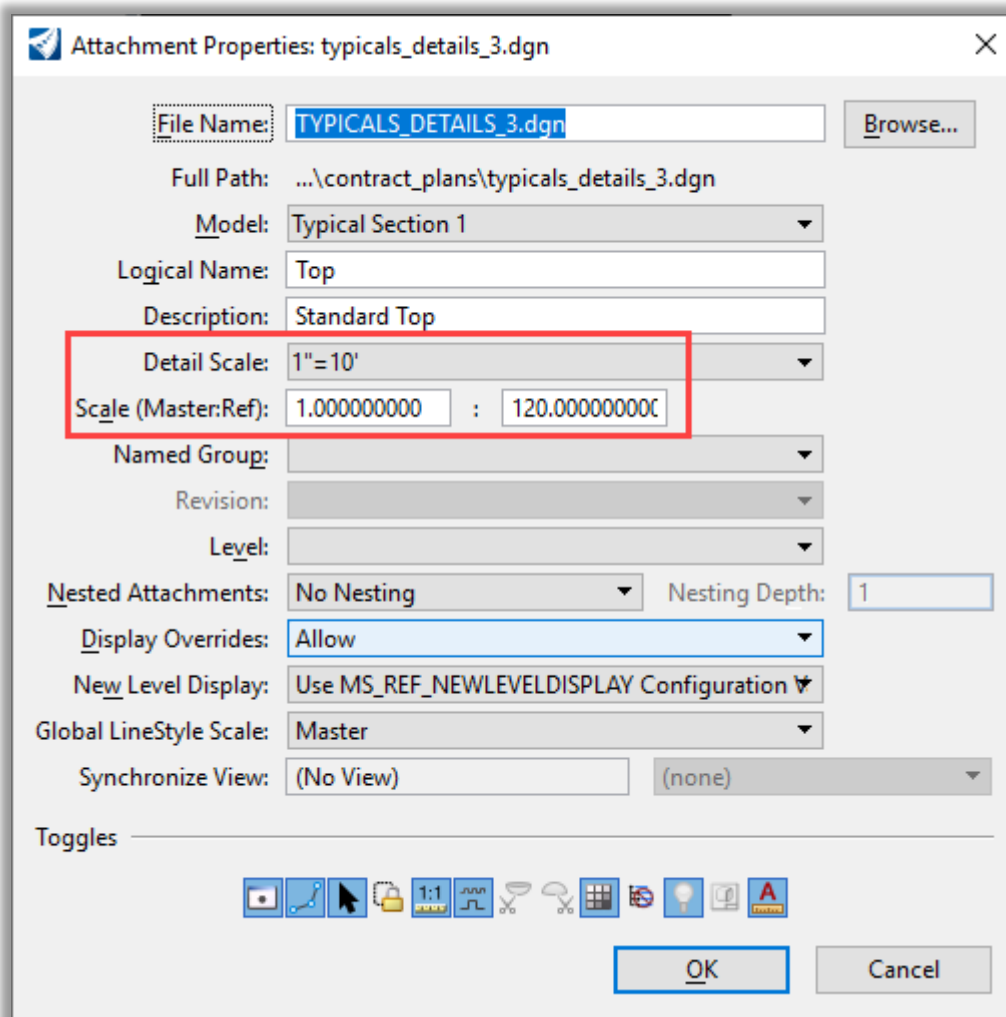 Attachment Properties: typicals_details_3.dgn
File Name: TYPICALS_DETAILS_3.dgn Browse...
Full Path: ...\contract_plans\typicals_details_3.dgn
Model: Typical Section 1
Logical Name: Top
Description: Standard Top
Detail Scale: 1"=10'
Scale (Master:Ref): 1.000000000 : 120.000000000
Named Group:
Revision:
Level:
Nested Attachments: No Nesting Nesting Depth: 1
Display Overrides: Allow
New Level Display: Use MS_REF_NEWLEVELDISPLAY Configuration V
Global LineStyle Scale: Master
Synchronize View: (No View) (none)
Toggles
1:1 A
OK Cancel